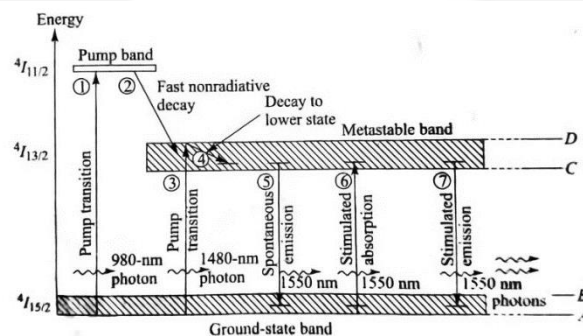 Energy
Pump band
⁴I₁₁/₂
① ②
Fast nonradiative
decay
Decay to
lower state
Metastable band
D
⁴I₁₃/₂
④
C
③ ⑤ ⑥ ⑦
Pump transition
980-nm
photon
Pump
transition
1480-nm
photon
Spontaneous
emission
1550 nm
Stimulated
absorption
1550 nm
Stimulated
emission
1550 nm
photons
⁴I₁₅/₂
Ground-state band